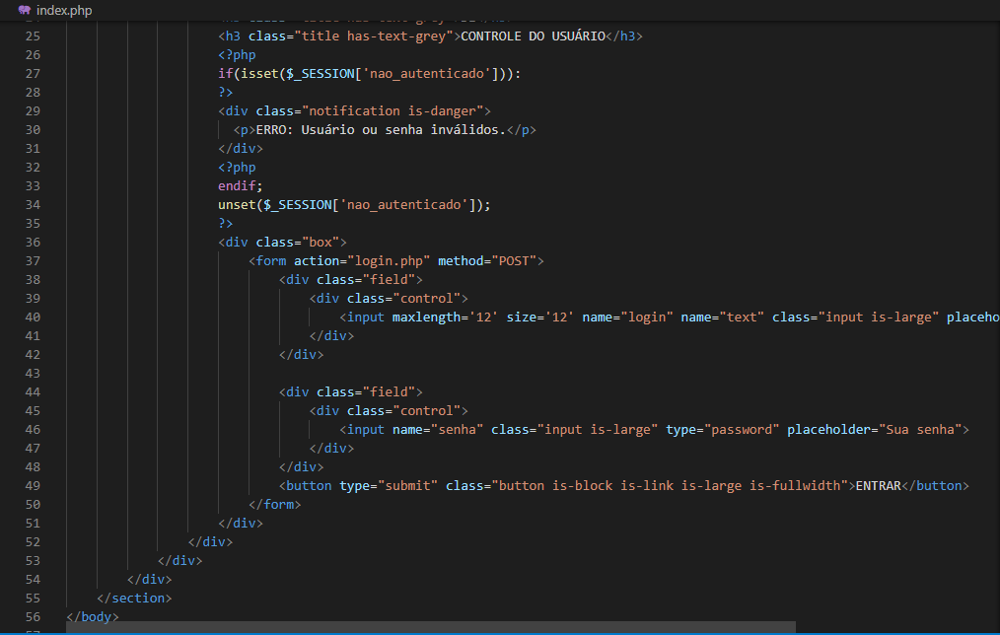 index.php
25 <h3 class="title has-text-grey">CONTROLE DO USUÁRIO</h3>
26 <?php
27 if(isset($_SESSION['nao_autenticado'])):
28 ?>
29 <div class="notification is-danger">
30 <p>ERRO: Usuário ou senha inválidos.</p>
31 </div>
32 <?php
33 endif;
34 unset($_SESSION['nao_autenticado']);
35 ?>
36 <div class="box">
37 <form action="login.php" method="POST">
38 <div class="field">
39 <div class="control">
40 <input maxlength='12' size='12' name="login" name="text" class="input is-large" placeho
41 </div>
42 </div>
43
44 <div class="field">
45 <div class="control">
46 <input name="senha" class="input is-large" type="password" placeholder="Sua senha">
47 </div>
48 </div>
49 <button type="submit" class="button is-block is-link is-large is-fullwidth">ENTRAR</button>
50 </form>
51 </div>
52 </div>
53 </div>
54 </div>
55 </section>
56 </body>